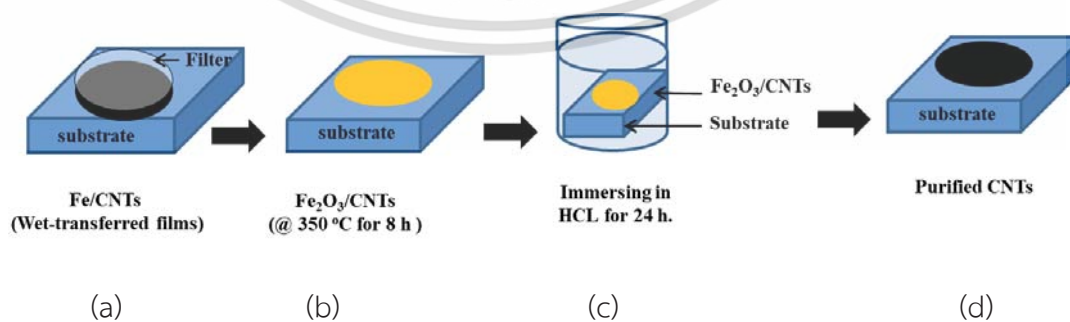 Filter
substrate
Fe/CNTs
(Wet-transferred films)
substrate
Fe₂O₃/CNTs
(@ 350 ºC for 8 h )
Fe₂O₃/CNTs
Substrate
Immersing in
HCL for 24 h.
substrate
Purified CNTs
(a) (b) (c) (d)